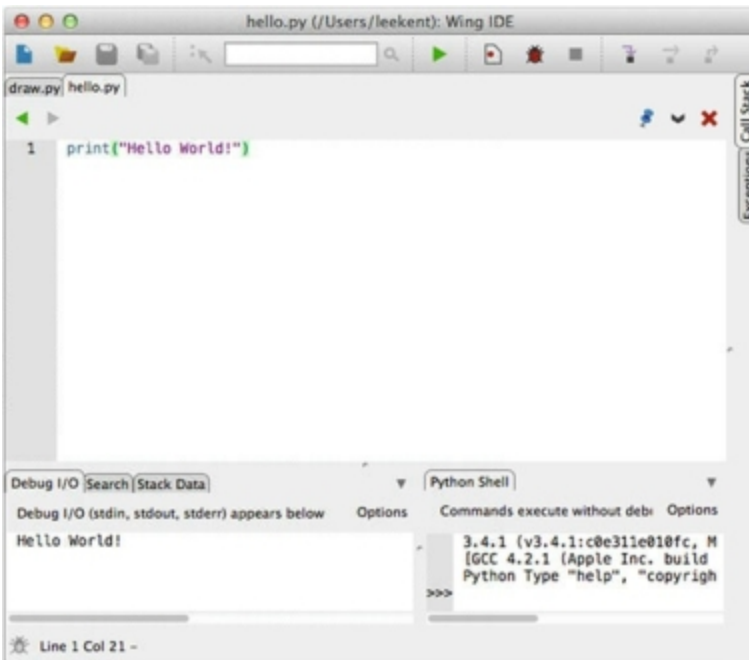 hello.py (/Users/leekent): Wing IDE
draw.py hello.py
Call Stack
Exceptions
1 print("Hello World!")
Debug I/O Search Stack Data
Python Shell
Debug I/O (stdin, stdout, stderr) appears below Options
Commands execute without debu Options
Hello World!
3.4.1 (v3.4.1:c0e311e010fc, M
[GCC 4.2.1 (Apple Inc. build
Python Type "help", "copyrigh
>>>
Line 1 Col 21 -